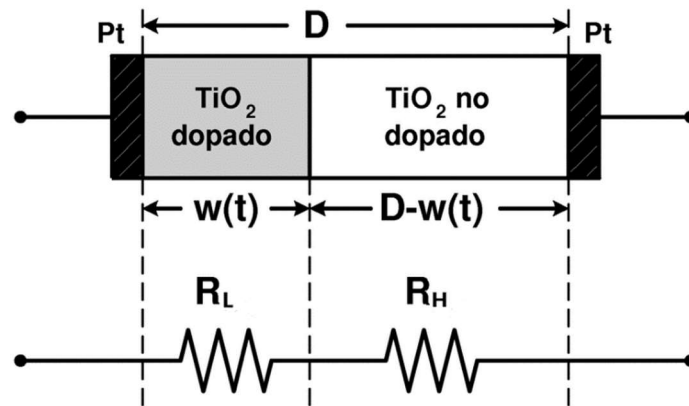 Pt
D
Pt
TiO2
dopado
TiO2 no
dopado
w(t)
D-w(t)
RL
RH